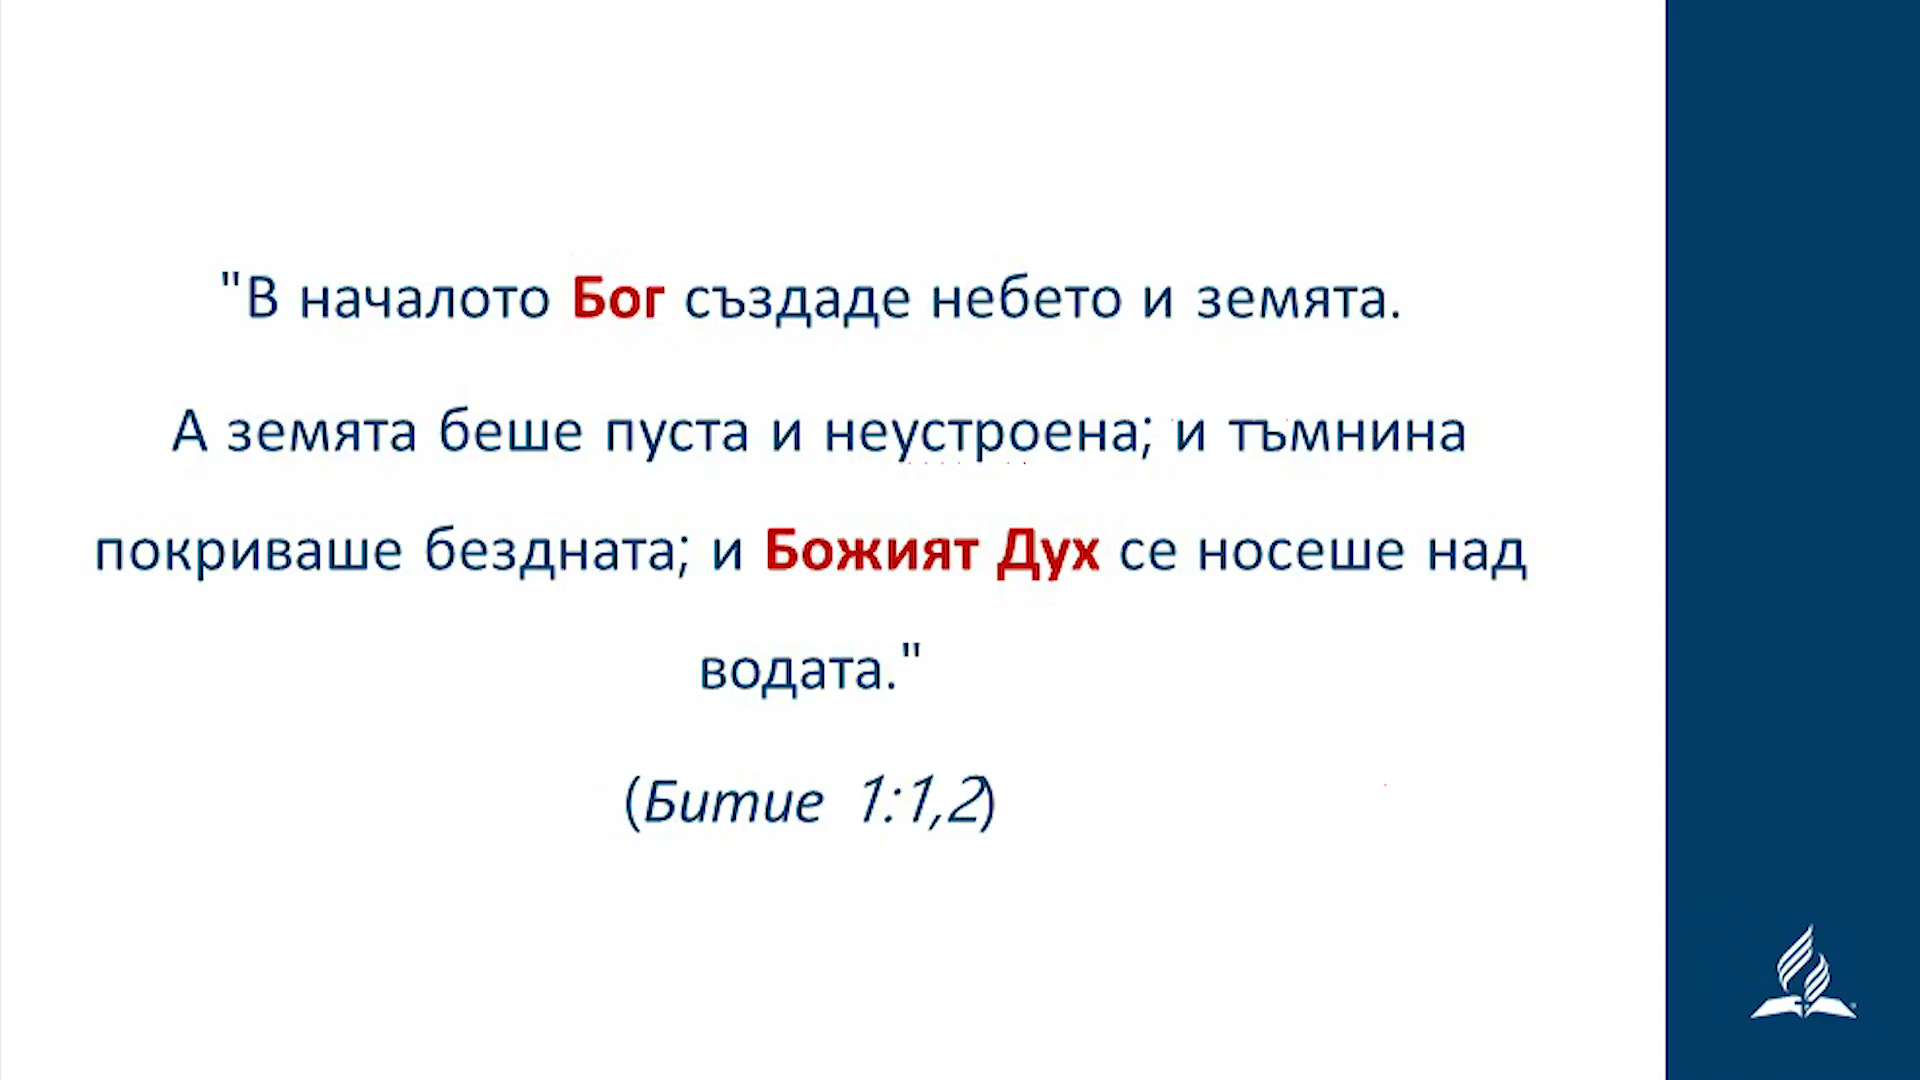 "В началото Бог създаде небето и земята.
А земята беше пуста и неустроена; и тъмнина
покриваше бездната; и Божият Дух се носеше над
водата."
(Битие 1:1,2)